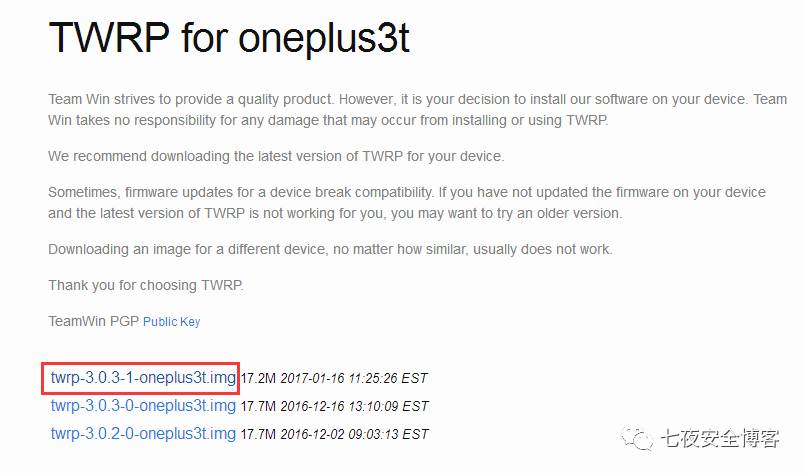 TWRP for oneplus3t
Team Win strives to provide a quality product. However, it is your decision to install our software on your device. Team
Win takes no responsibility for any damage that may occur from installing or using TWRP.
We recommend downloading the latest version of TWRP for your device.
Sometimes, firmware updates for a device break compatibility. If you have not updated the firmware on your device
and the latest version of TWRP is not working for you, you may want to try an older version.
Downloading an image for a different device, no matter how similar, usually does not work.
Thank you for choosing TWRP.
TeamWin PGP Public Key
twrp-3.0.3-1-oneplus3t.img 17.2M 2017-01-16 11:25:26 EST
twrp-3.0.3-0-oneplus3t.img 17.7M 2016-12-16 13:10:09 EST
twrp-3.0.2-0-oneplus3t.img 17.7M 2016-12-02 09:03:13 EST
七夜安全博客